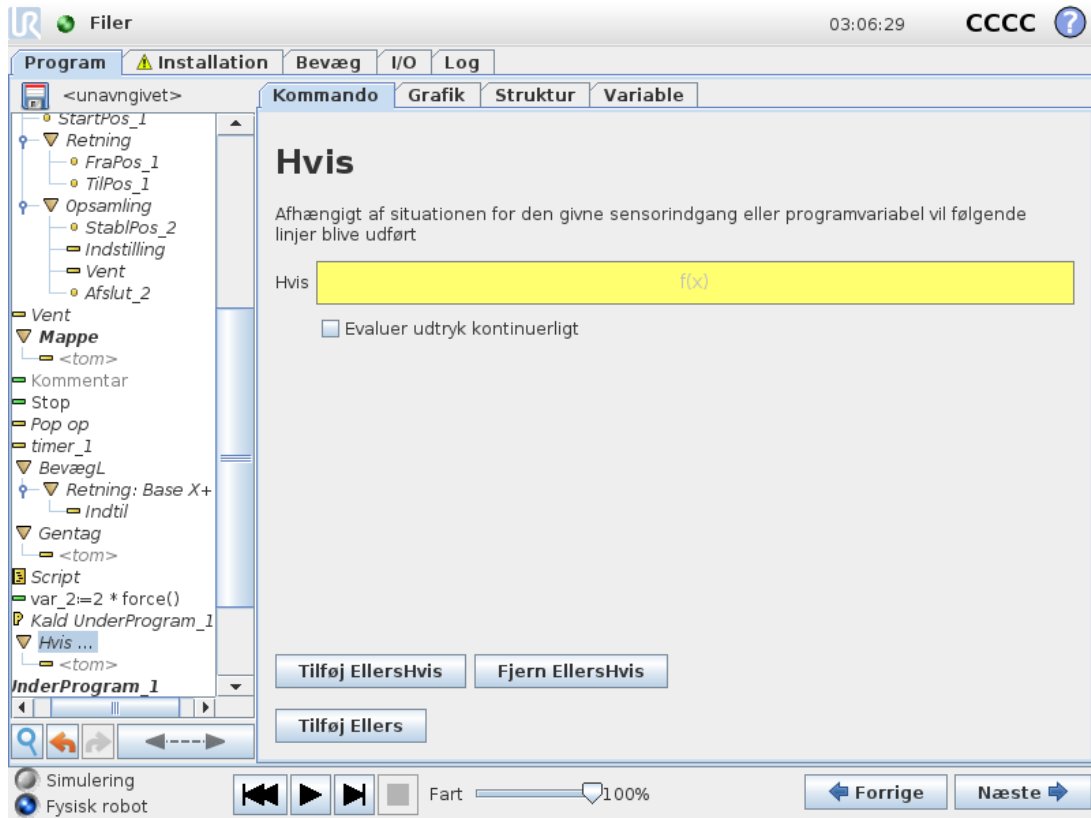 UR Filer 03:06:29 CCCC ?
Program Installation Bevæg I/O Log
<unavngivet>
Kommando Grafik Struktur Variable
StartPos_1
Retning
FraPos_1
TilPos_1
Opsamling
StablPos_2
Indstilling
Vent
Afslut_2
Vent
Mappe
<tom>
Kommentar
Stop
Pop op
timer_1
BevægL
Retning: Base X+
Indtil
Gentag
<tom>
Script
var_2:=2 * force()
P Kald UnderProgram_1
Hvis ...
<tom>
UnderProgram_1
Hvis
Afhængigt af situationen for den givne sensorindgang eller programvariabel vil følgende
linjer blive udført
Hvis f(x)
Evaluer udtryk kontinuerligt
Tilføj EllersHvis Fjern EllersHvis
Tilføj Ellers
Simulering
Fysisk robot
Fart 100%
Forrige Næste